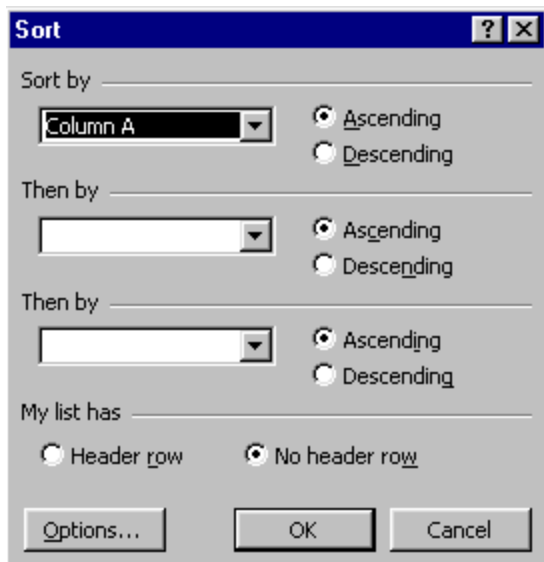 Sort
Sort by
Column A
Ascending
Descending
Then by
Ascending
Descending
Then by
Ascending
Descending
My list has
Header row
No header row
Options...
OK
Cancel